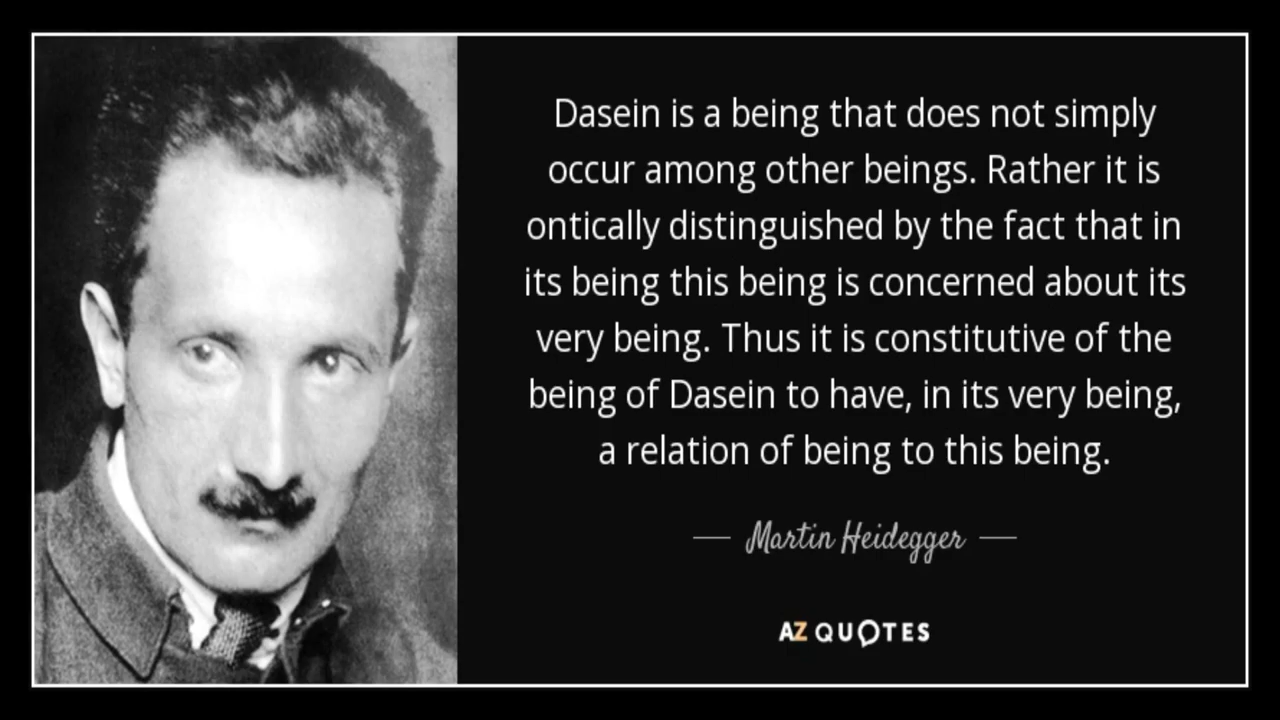 Dasein is a being that does not simply
occur among other beings. Rather it is
ontically distinguished by the fact that in
its being this being is concerned about its
very being. Thus it is constitutive of the
being of Dasein to have, in its very being,
a relation of being to this being.
Martin Heidegger
AZ QUOTES